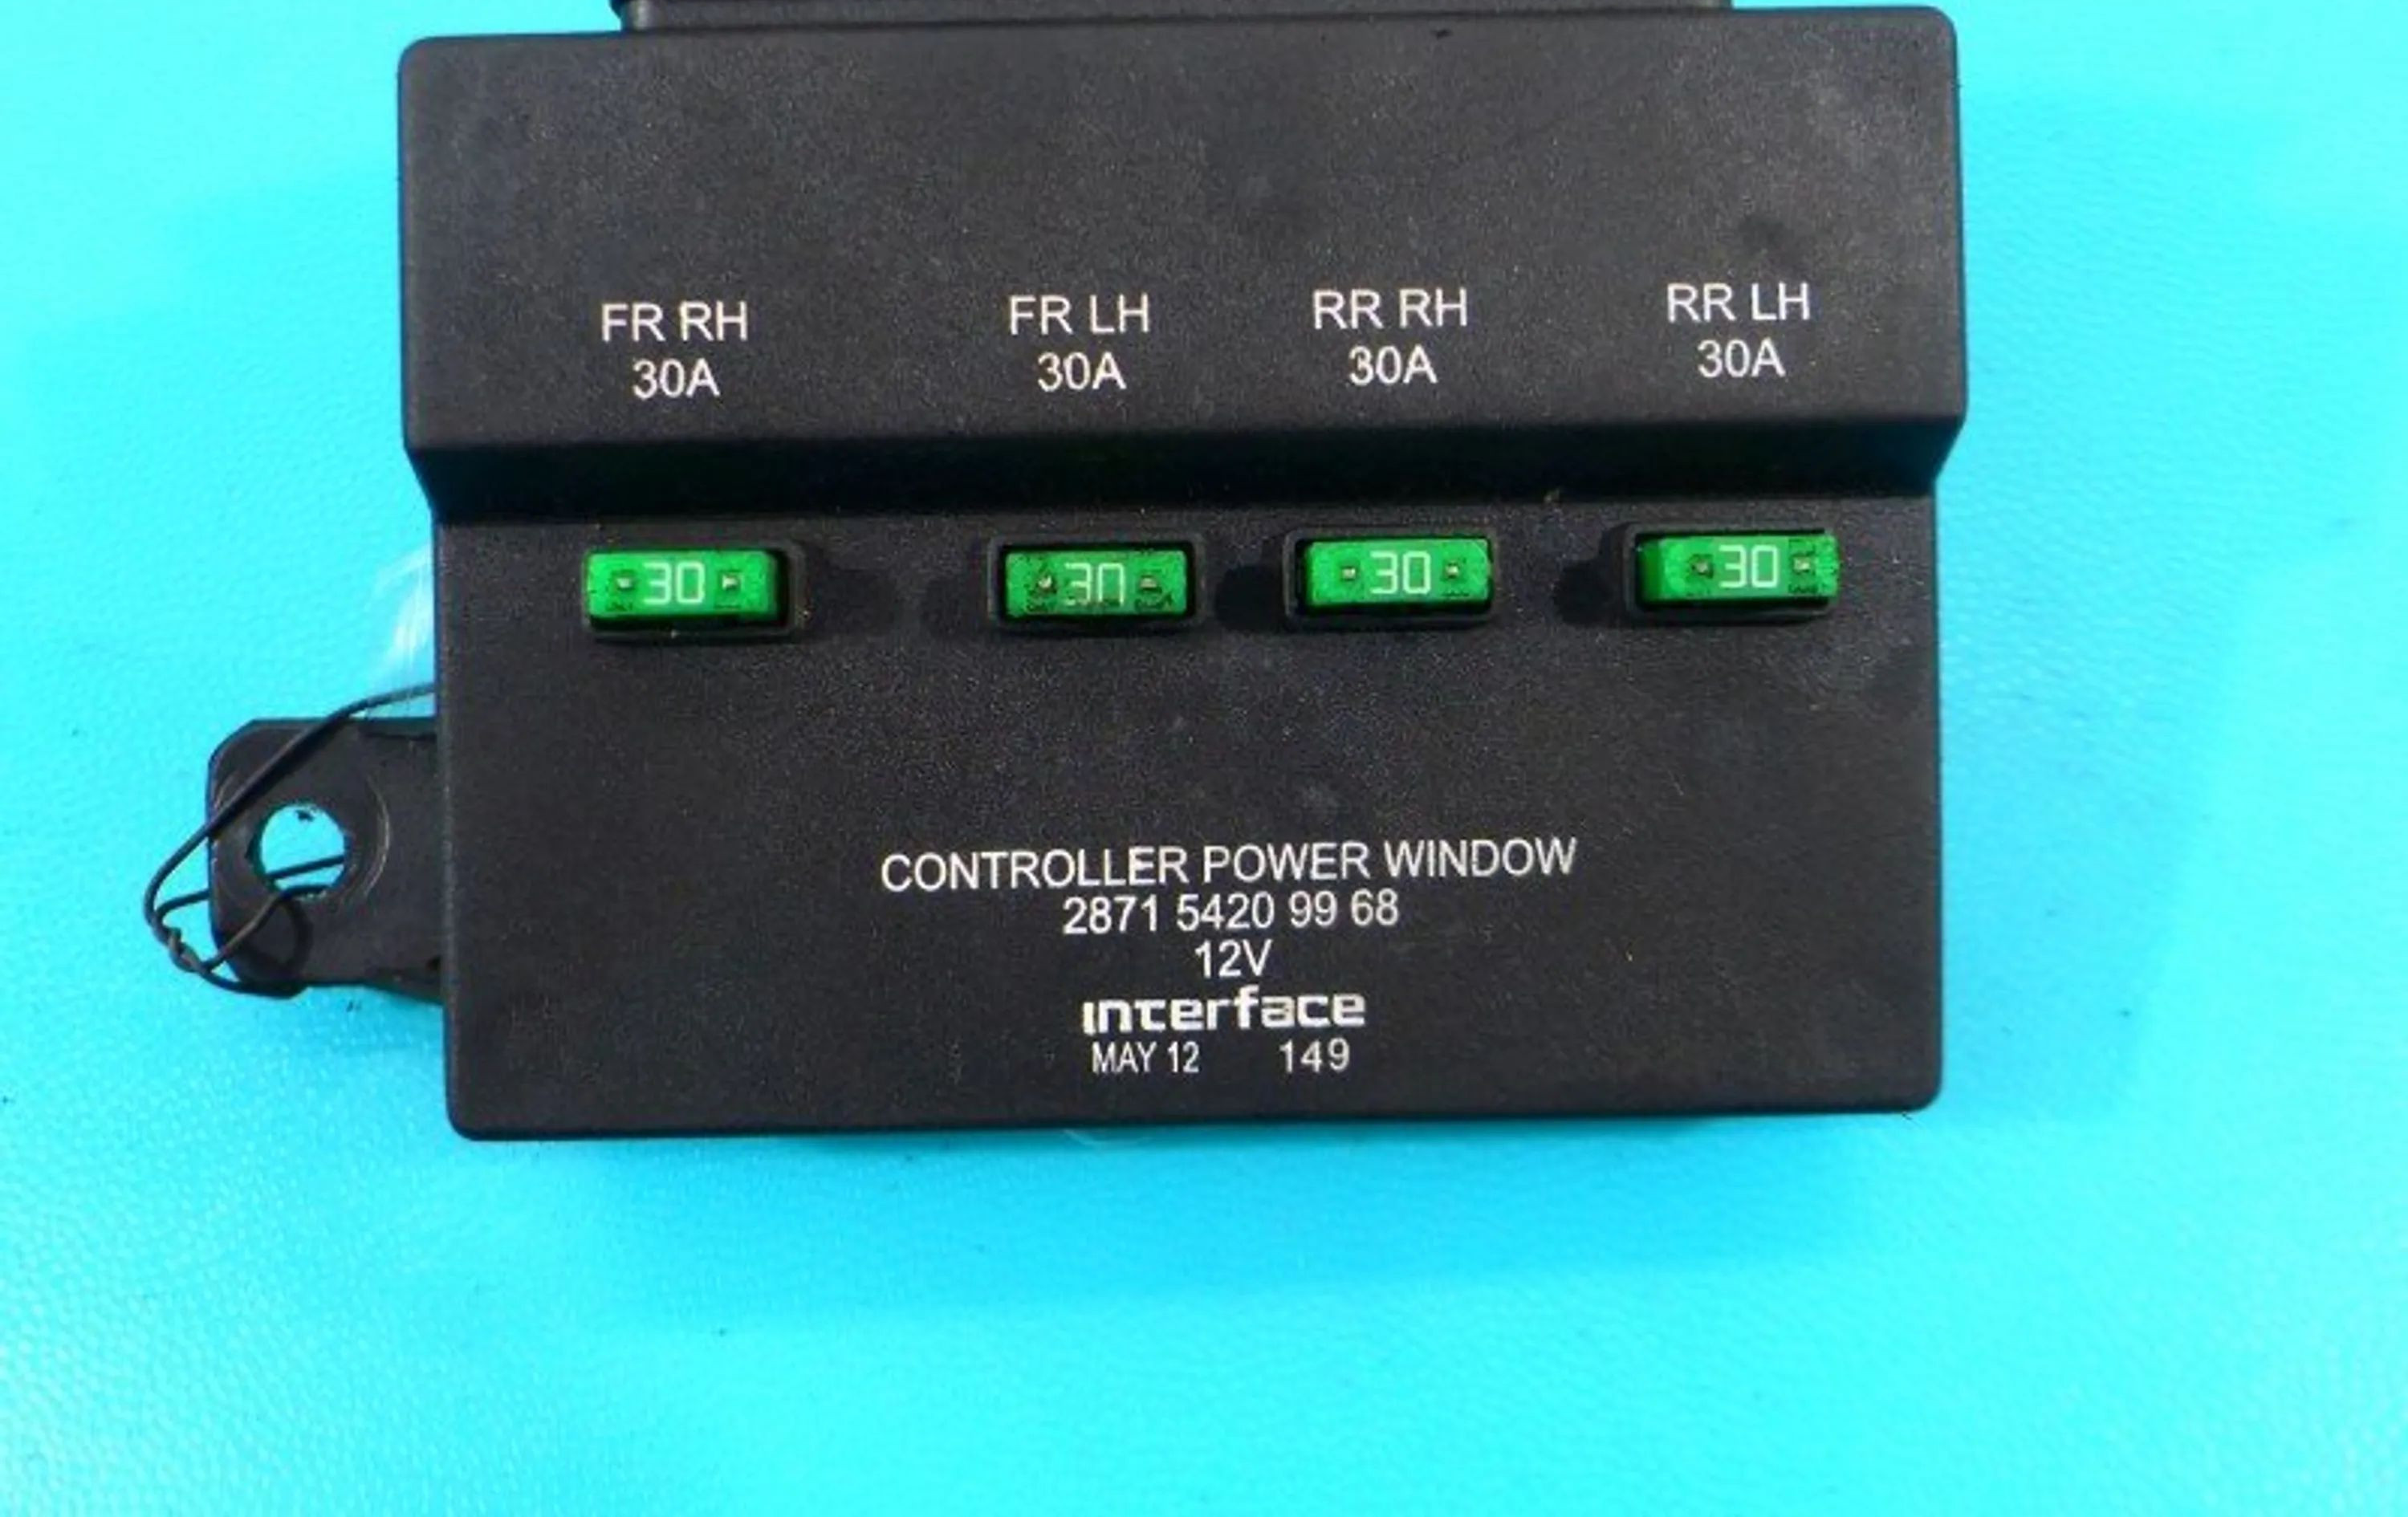 FR RH FR LH RR RH RR LH
30A 30A 30A 30A
30 30 30 30
CONTROLLER POWER WINDOW
2871 5420 99 68
12V
interface
MAY 12 149